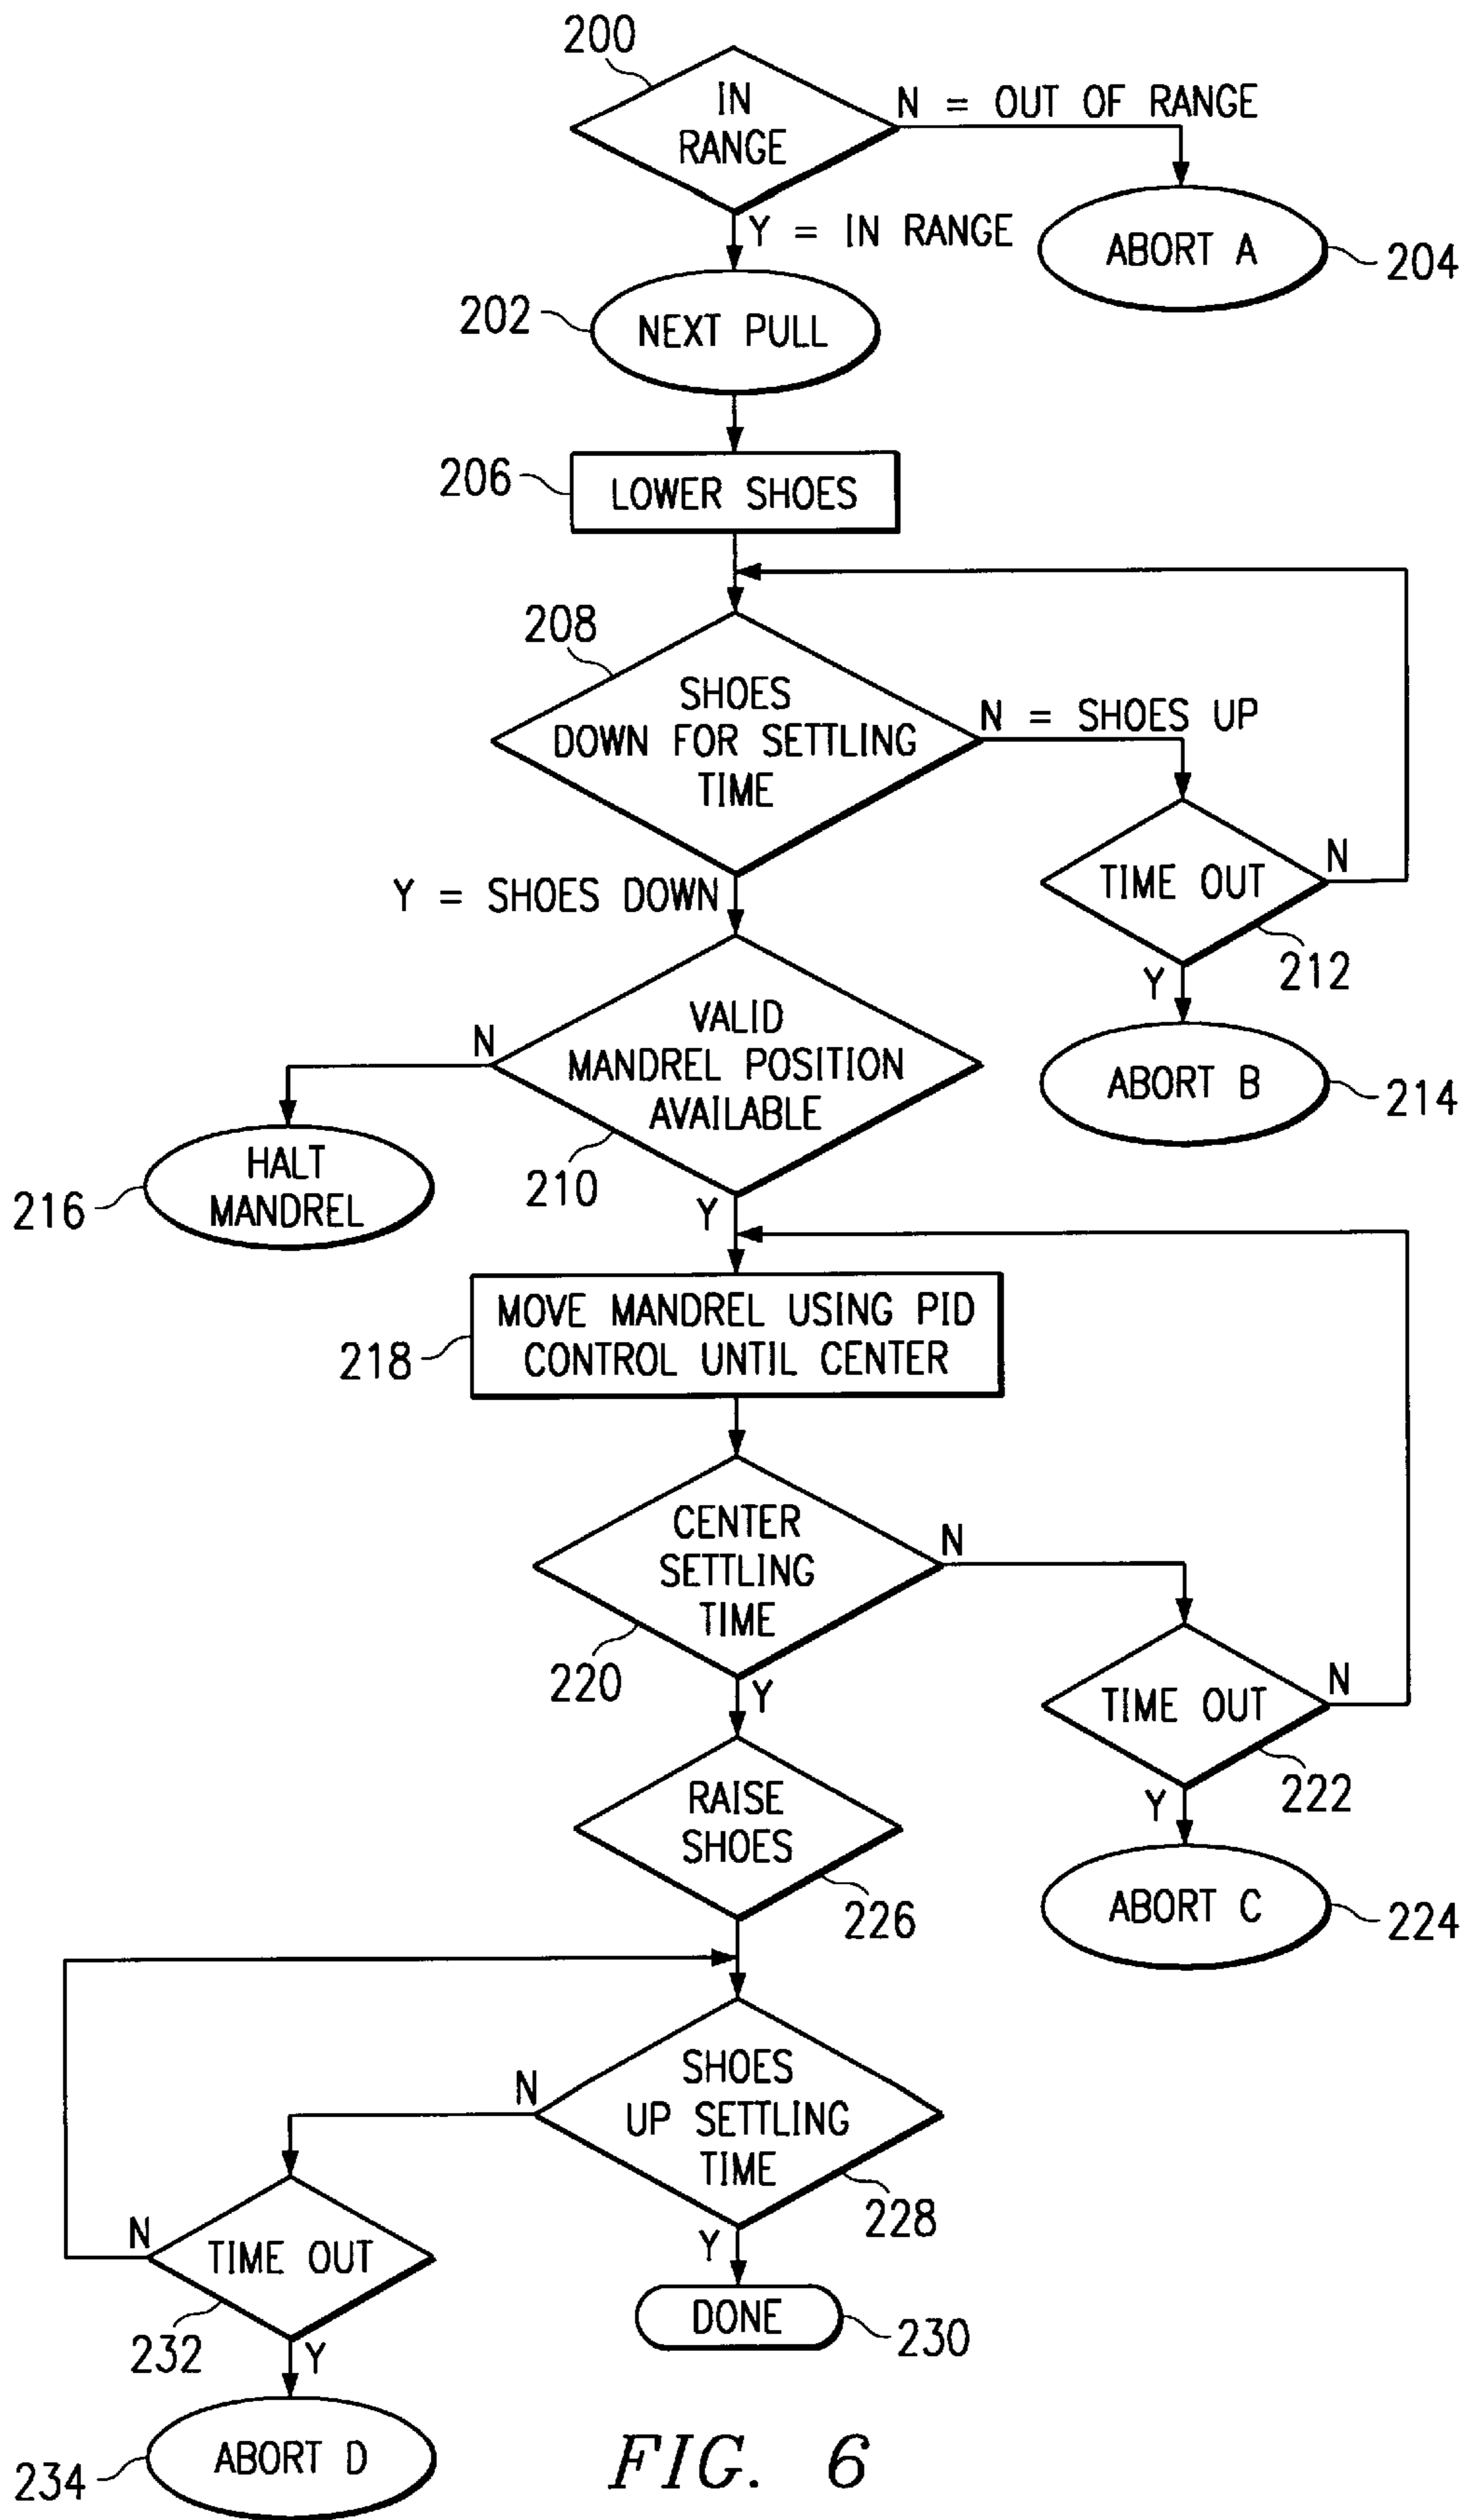 200
IN
RANGE
N = OUT OF RANGE
Y = IN RANGE
ABORT A
204
202
NEXT PULL
206
LOWER SHOES
208
SHOES
DOWN FOR SETTLING
TIME
N = SHOES UP
TIME OUT
N
212
Y
Y = SHOES DOWN
VALID
MANDREL POSITION
AVAILABLE
N
ABORT B
214
HALT
MANDREL
216
210
Y
MOVE MANDREL USING PID
CONTROL UNTIL CENTER
218
CENTER
SETTLING
TIME
N
220
Y
TIME OUT
N
222
Y
RAISE
SHOES
226
ABORT C
224
SHOES
UP SETTLING
TIME
N
228
Y
TIME OUT
N
232
Y
DONE
230
ABORT D
234
FIG. 6